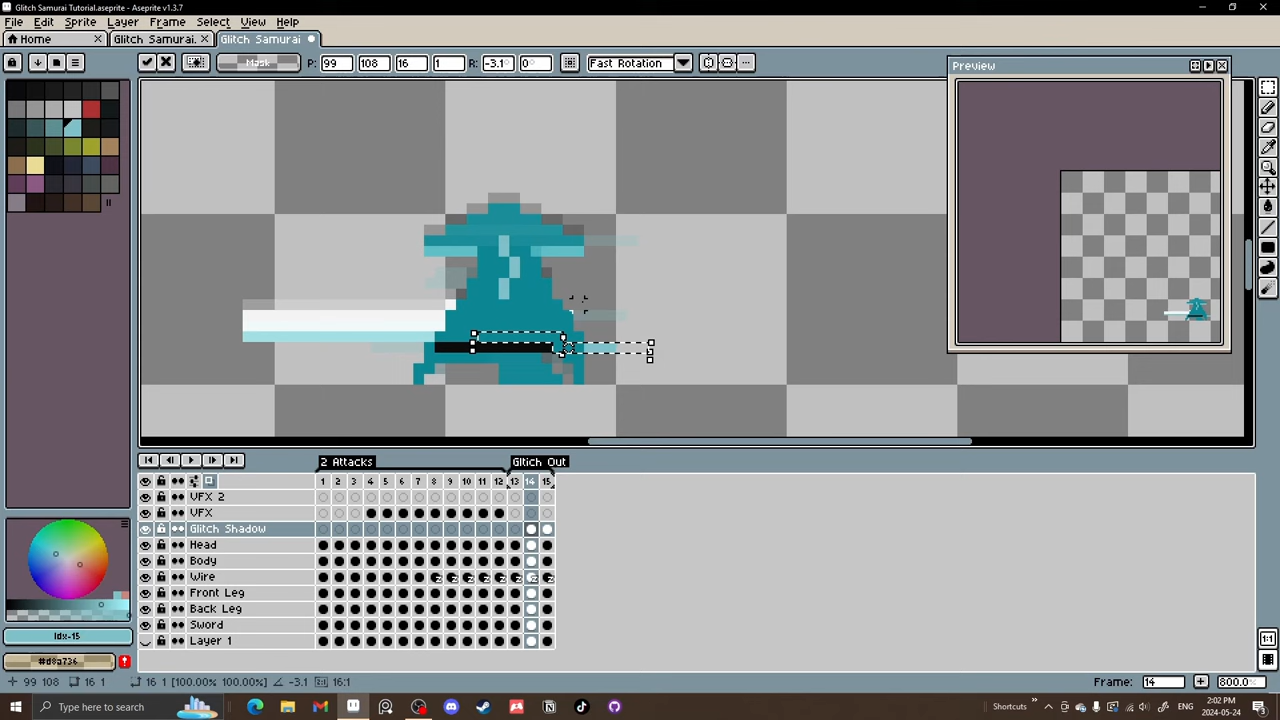 Glitch Samurai Tutorial.aseprite - Aseprite v1.3.7
File Edit Sprite Layer Frame Select View Help
Home Glitch Samurai. Glitch Samurai
Mask P: 99 108 16 1 R: -3.1° 0° Fast Rotation
Preview
2 Attacks Glitch Out
1 2 3 4 5 6 7 8 9 10 11 12 13 14 15
VFX 2
VFX
Glitch Shadow
Head
Body
Wire
Front Leg
Back Leg
Sword
Layer 1
1:1
Idx-15
#d8a736
99 108 16 1 16 1 [100.00% 100.00%] -3.1 16:1
Frame: 14 800.0%
Type here to search
Shortcuts
2:02 PM
2024-05-24